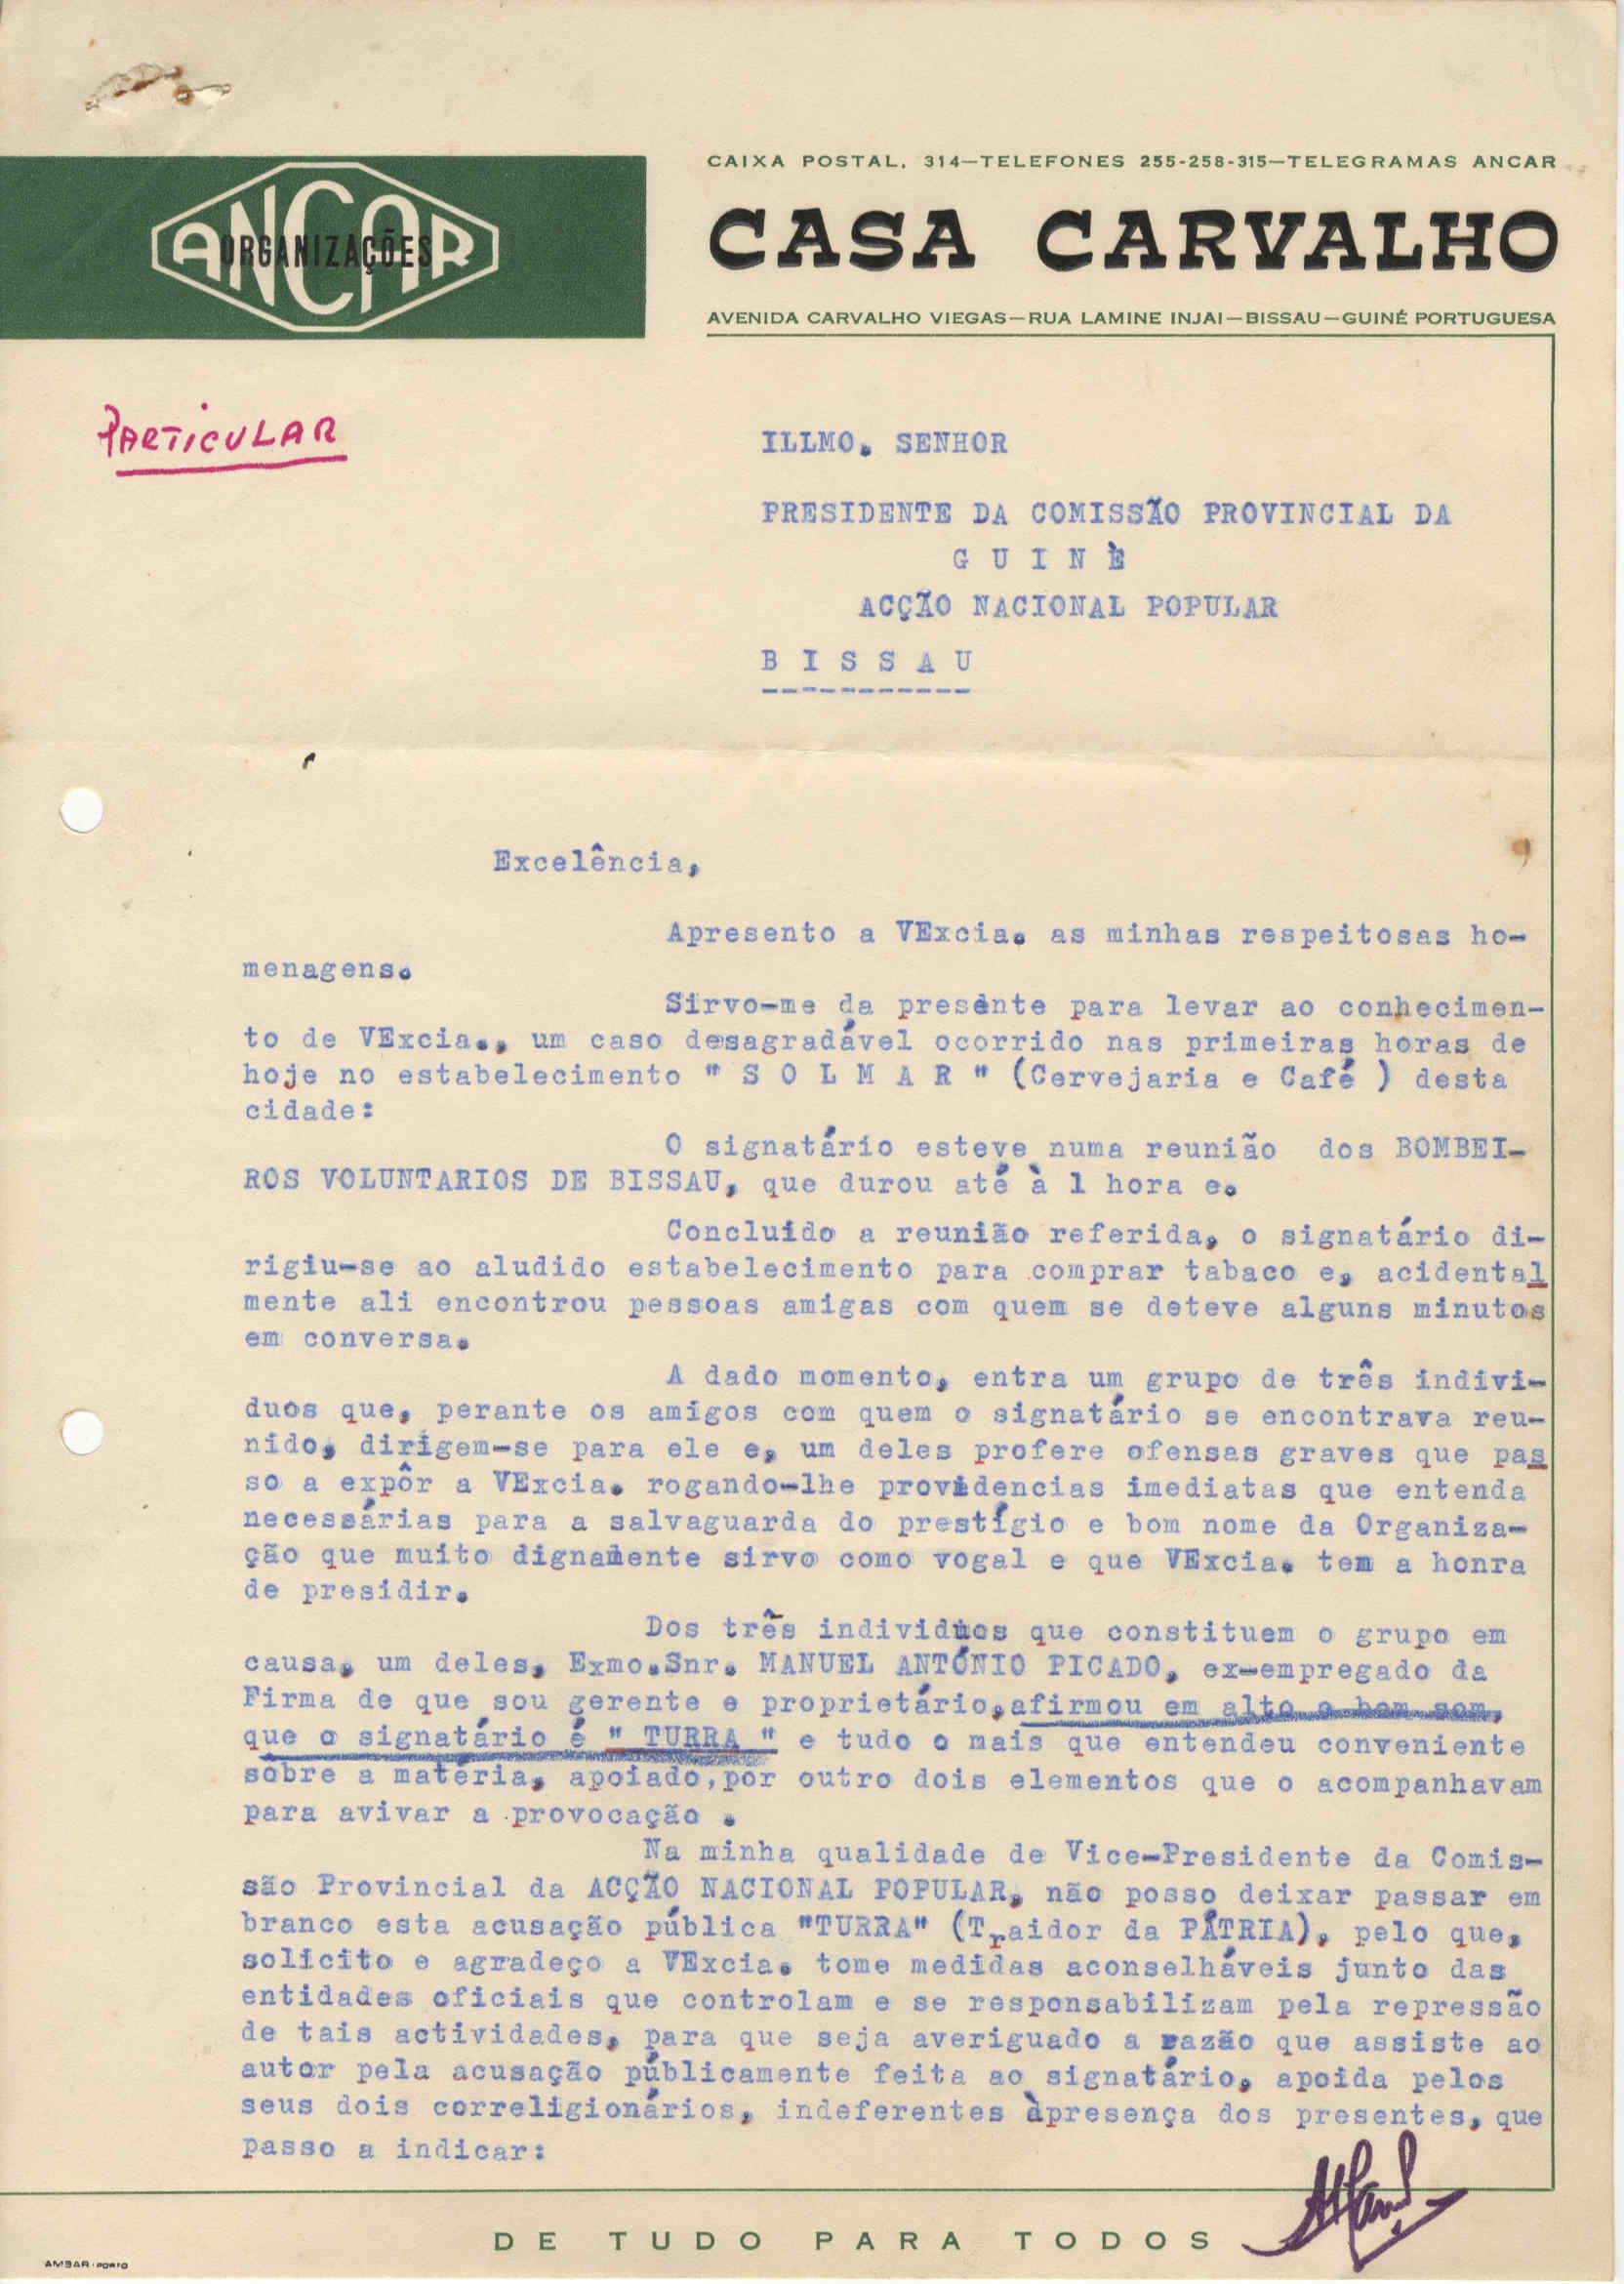 CAIXA POSTAL, 314—TELEFONES 255-258-315—TELEGRAMAS ANCAR
ANCAR
ORGANIZAÇÕES
CASA CARVALHO
AVENIDA CARVALHO VIEGAS—RUA LAMINE INJAI—BISSAU—GUINÉ PORTUGUESA
PARTICULAR
ILLMO. SENHOR
PRESIDENTE DA COMISSÃO PROVINCIAL DA
G U I N È
ACÇÃO NACIONAL POPULAR
B I S S A U
-----------
Excelência,
Apresento a VExcia. as minhas respeitosas ho-
menagens.
Sirvo-me da presente para levar ao conhecimen-
to de VExcia., um caso desagradável ocorrido nas primeiras horas de
hoje no estabelecimento " S O L M A R " (Cervejaria e Café ) desta
cidade:
O signatário esteve numa reunião dos BOMBEI-
ROS VOLUNTARIOS DE BISSAU, que durou até à 1 hora e.
Concluido a reunião referida, o signatário di-
rigiu-se ao aludido estabelecimento para comprar tabaco e, acidental
mente ali encontrou pessoas amigas com quem se deteve alguns minutos
em conversa.
A dado momento, entra um grupo de três indivi-
duos que, perante os amigos com quem o signatário se encontrava reu-
nido, dirigem-se para ele e, um deles profere ofensas graves que pas
so a expôr a VExcia. rogando-lhe providencias imediatas que entenda
necessárias para a salvaguarda do prestígio e bom nome da Organiza-
ção que muito dignamente sirvo como vogal e que VExcia. tem a honra
de presidir.
Dos três individuos que constituem o grupo em
causa, um deles, Exmo.Snr. MANUEL ANTÓNIO PICADO, ex-empregado da
Firma de que sou gerente e proprietário,afirmou em alto e bom som,
que o signatário é " TURRA " e tudo o mais que entendeu conveniente
sobre a matéria, apoiado,por outro dois elementos que o acompanhavam
para avivar a provocação .
Na minha qualidade de Vice-Presidente da Comis-
são Provincial da ACÇÃO NACIONAL POPULAR, não posso deixar passar em
branco esta acusação pública "TURRA" (Traidor da PÁTRIA), pelo que,
solicito e agradeço a VExcia. tome medidas aconselháveis junto das
entidades oficiais que controlam e se responsabilizam pela repressão
de tais actividades, para que seja averiguado a razão que assiste ao
autor pela acusação públicamente feita ao signatário, apoida pelos
seus dois correligionários, indeferentes àpresença dos presentes, que
passo a indicar:
DE TUDO PARA TODOS
AMBAR · PORTO